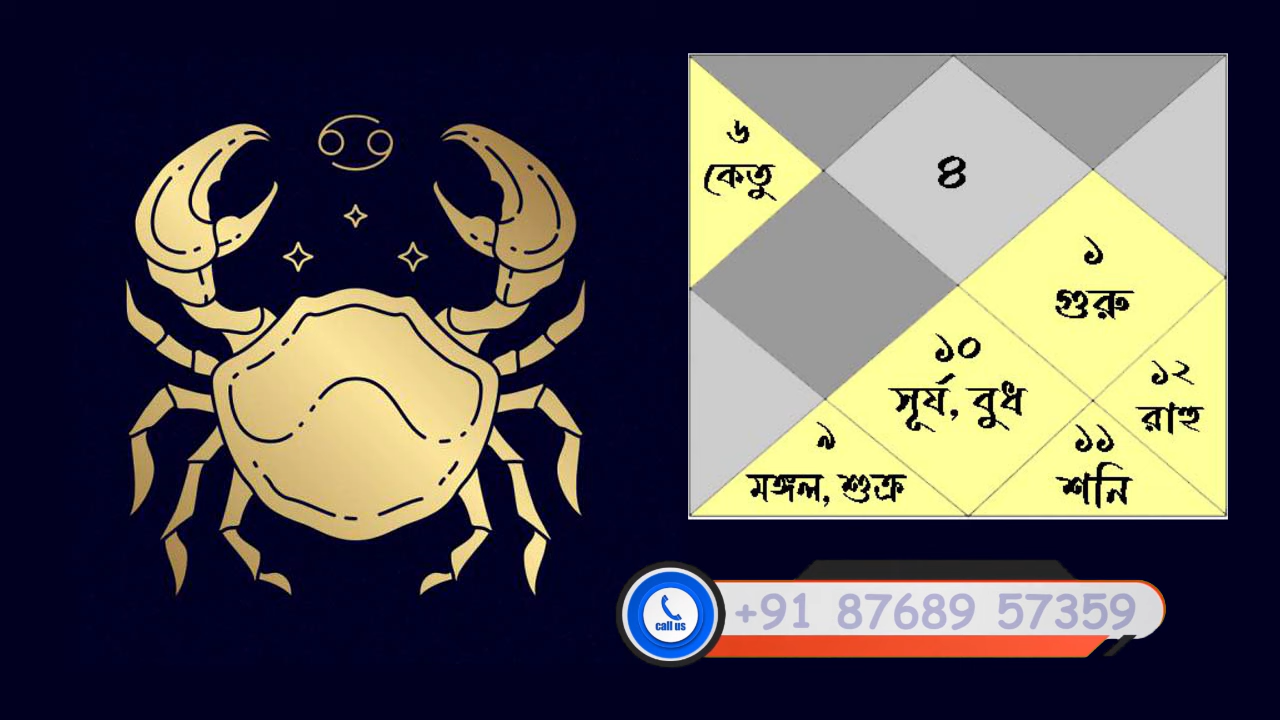 ৬
কেতু
৪
১
গুরু
১০
সূর্য, বুধ
১২
রাহু
৯
মঙ্গল, শুক্র
১১
শনি
call us
+91 87689 57359